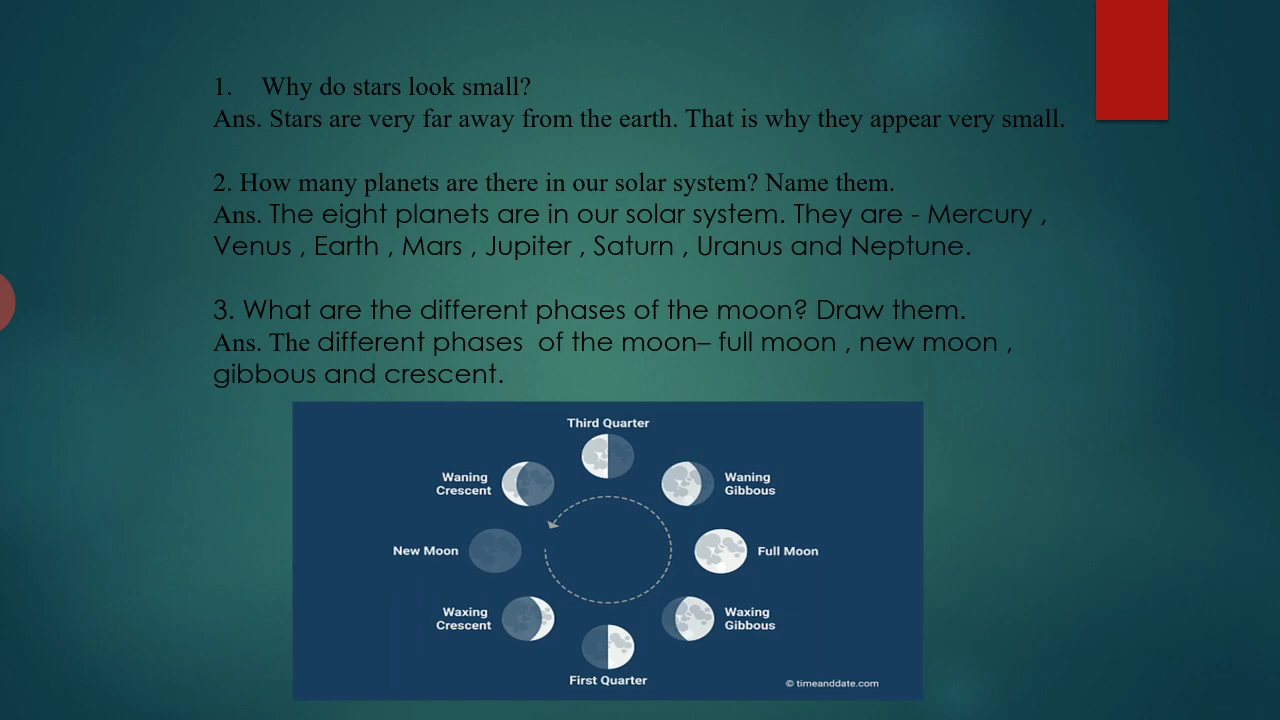 1. Why do stars look small?
Ans. Stars are very far away from the earth. That is why they appear very small.
2. How many planets are there in our solar system? Name them.
Ans. The eight planets are in our solar system. They are - Mercury ,
Venus , Earth , Mars , Jupiter , Saturn , Uranus and Neptune.
3. What are the different phases of the moon? Draw them.
Ans. The different phases  of the moon– full moon , new moon ,
gibbous and crescent.
Third Quarter
Waning
Crescent
Waning
Gibbous
New Moon
Full Moon
Waxing
Crescent
Waxing
Gibbous
First Quarter
© timeanddate.com